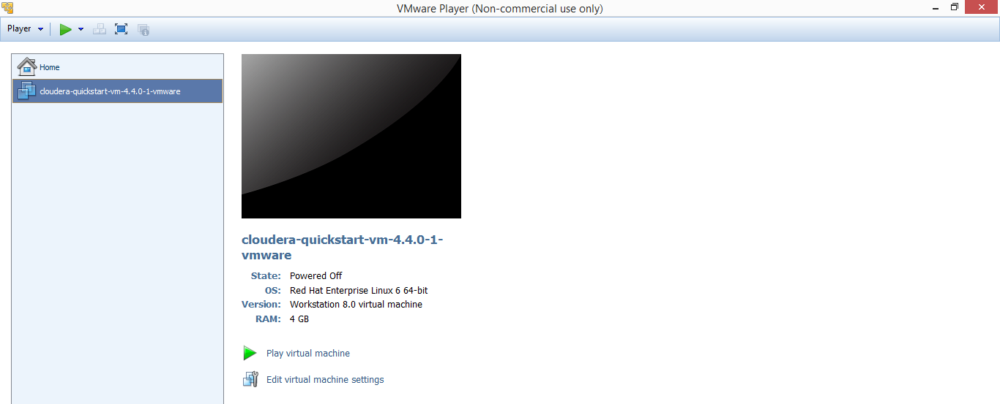 VMware Player (Non-commercial use only)
Player
Home
cloudera-quickstart-vm-4.4.0-1-vmware
cloudera-quickstart-vm-4.4.0-1-
vmware
State: Powered Off
OS: Red Hat Enterprise Linux 6 64-bit
Version: Workstation 8.0 virtual machine
RAM: 4 GB
Play virtual machine
Edit virtual machine settings